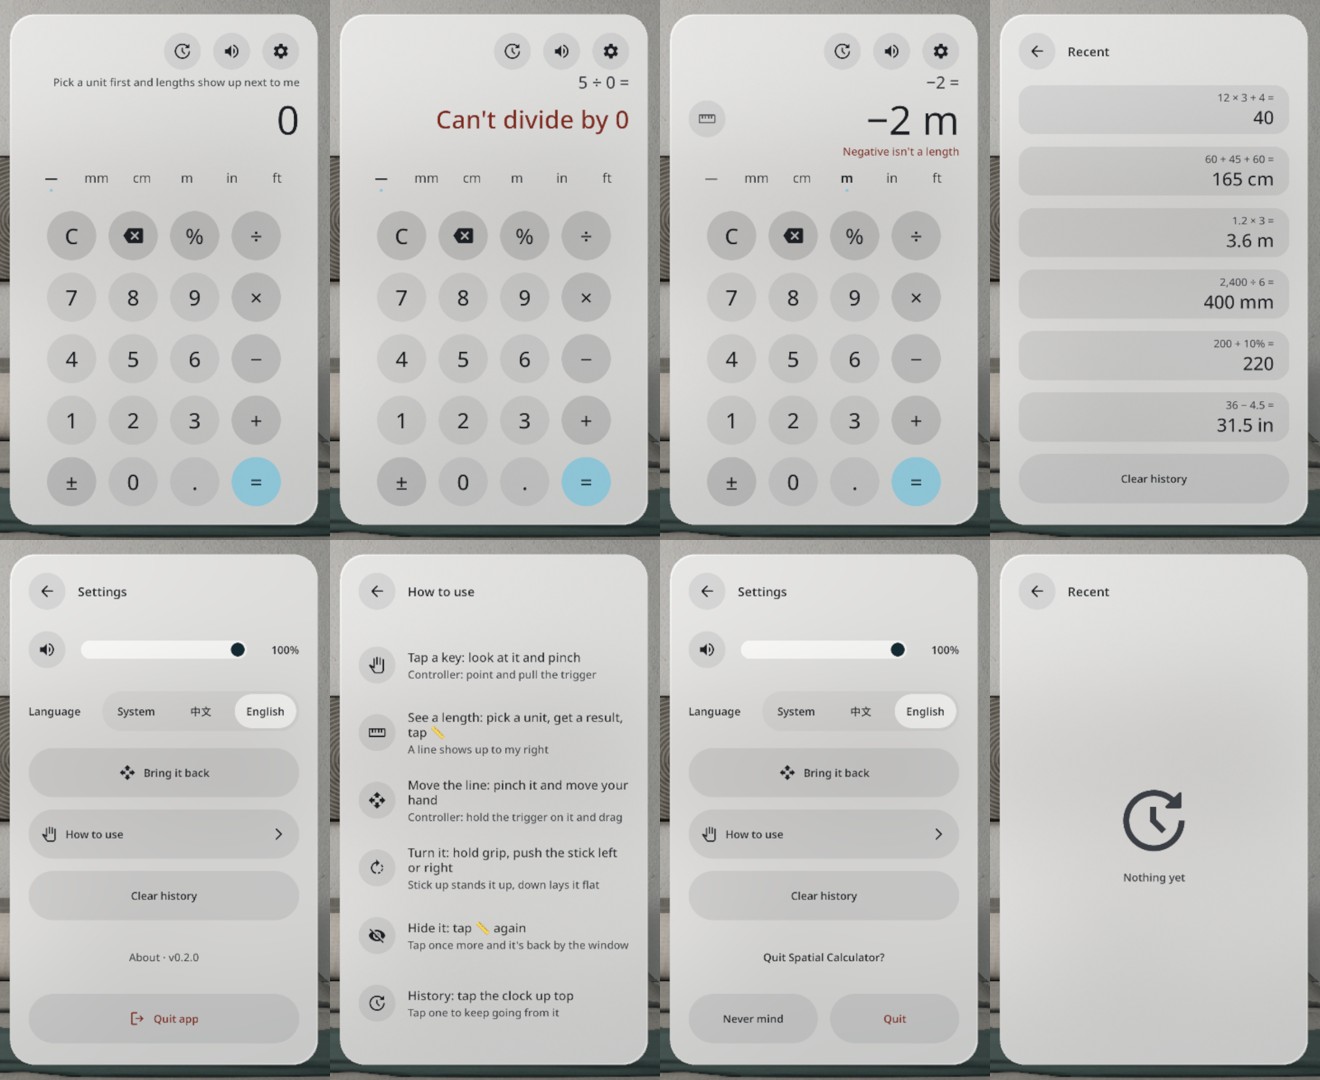 Pick a unit first and lengths show up next to me
0
— mm cm m in ft
C % ÷
7 8 9 ×
4 5 6 −
1 2 3 +
± 0 . =
5 ÷ 0 =
Can't divide by 0
— mm cm m in ft
C % ÷
7 8 9 ×
4 5 6 −
1 2 3 +
± 0 . =
−2 =
−2 m
Negative isn't a length
— mm cm m in ft
C % ÷
7 8 9 ×
4 5 6 −
1 2 3 +
± 0 . =
Recent
12 × 3 + 4 =
40
60 + 45 + 60 =
165 cm
1.2 × 3 =
3.6 m
2,400 ÷ 6 =
400 mm
200 + 10% =
220
36 − 4.5 =
31.5 in
Clear history
Settings
100%
Language System 中文 English
Bring it back
How to use
Clear history
About · v0.2.0
Quit app
How to use
Tap a key: look at it and pinch
Controller: point and pull the trigger
See a length: pick a unit, get a result,
tap 📏
A line shows up to my right
Move the line: pinch it and move your
hand
Controller: hold the trigger on it and drag
Turn it: hold grip, push the stick left
or right
Stick up stands it up, down lays it flat
Hide it: tap 📏 again
Tap once more and it's back by the window
History: tap the clock up top
Tap one to keep going from it
Settings
100%
Language System 中文 English
Bring it back
How to use
Clear history
Quit Spatial Calculator?
Never mind Quit
Recent
Nothing yet